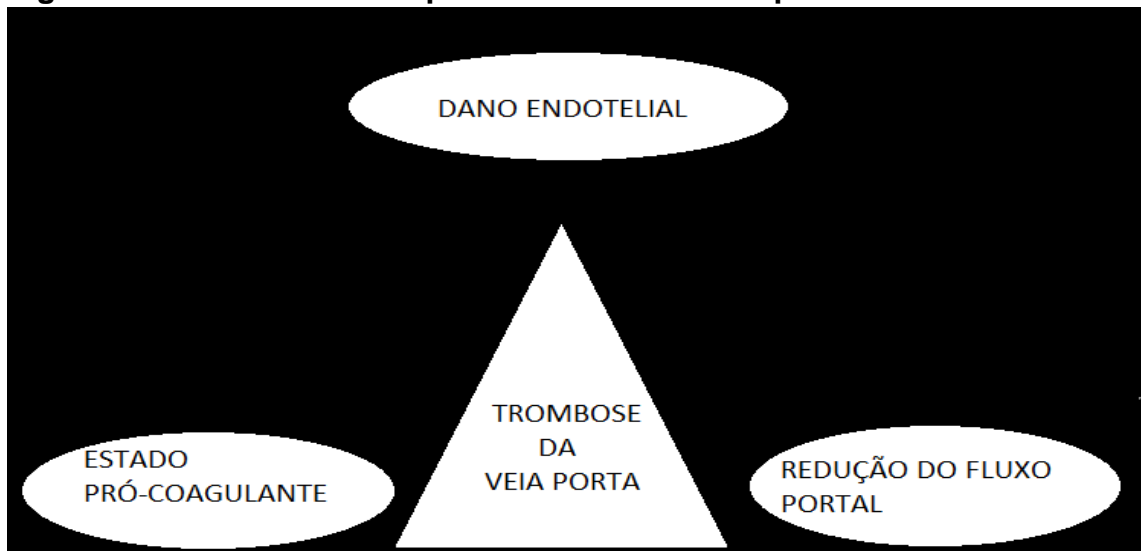 DANO ENDOTELIAL
TROMBOSE
DA
VEIA PORTA
ESTADO
PRÓ-COAGULANTE
REDUÇÃO DO FLUXO
PORTAL